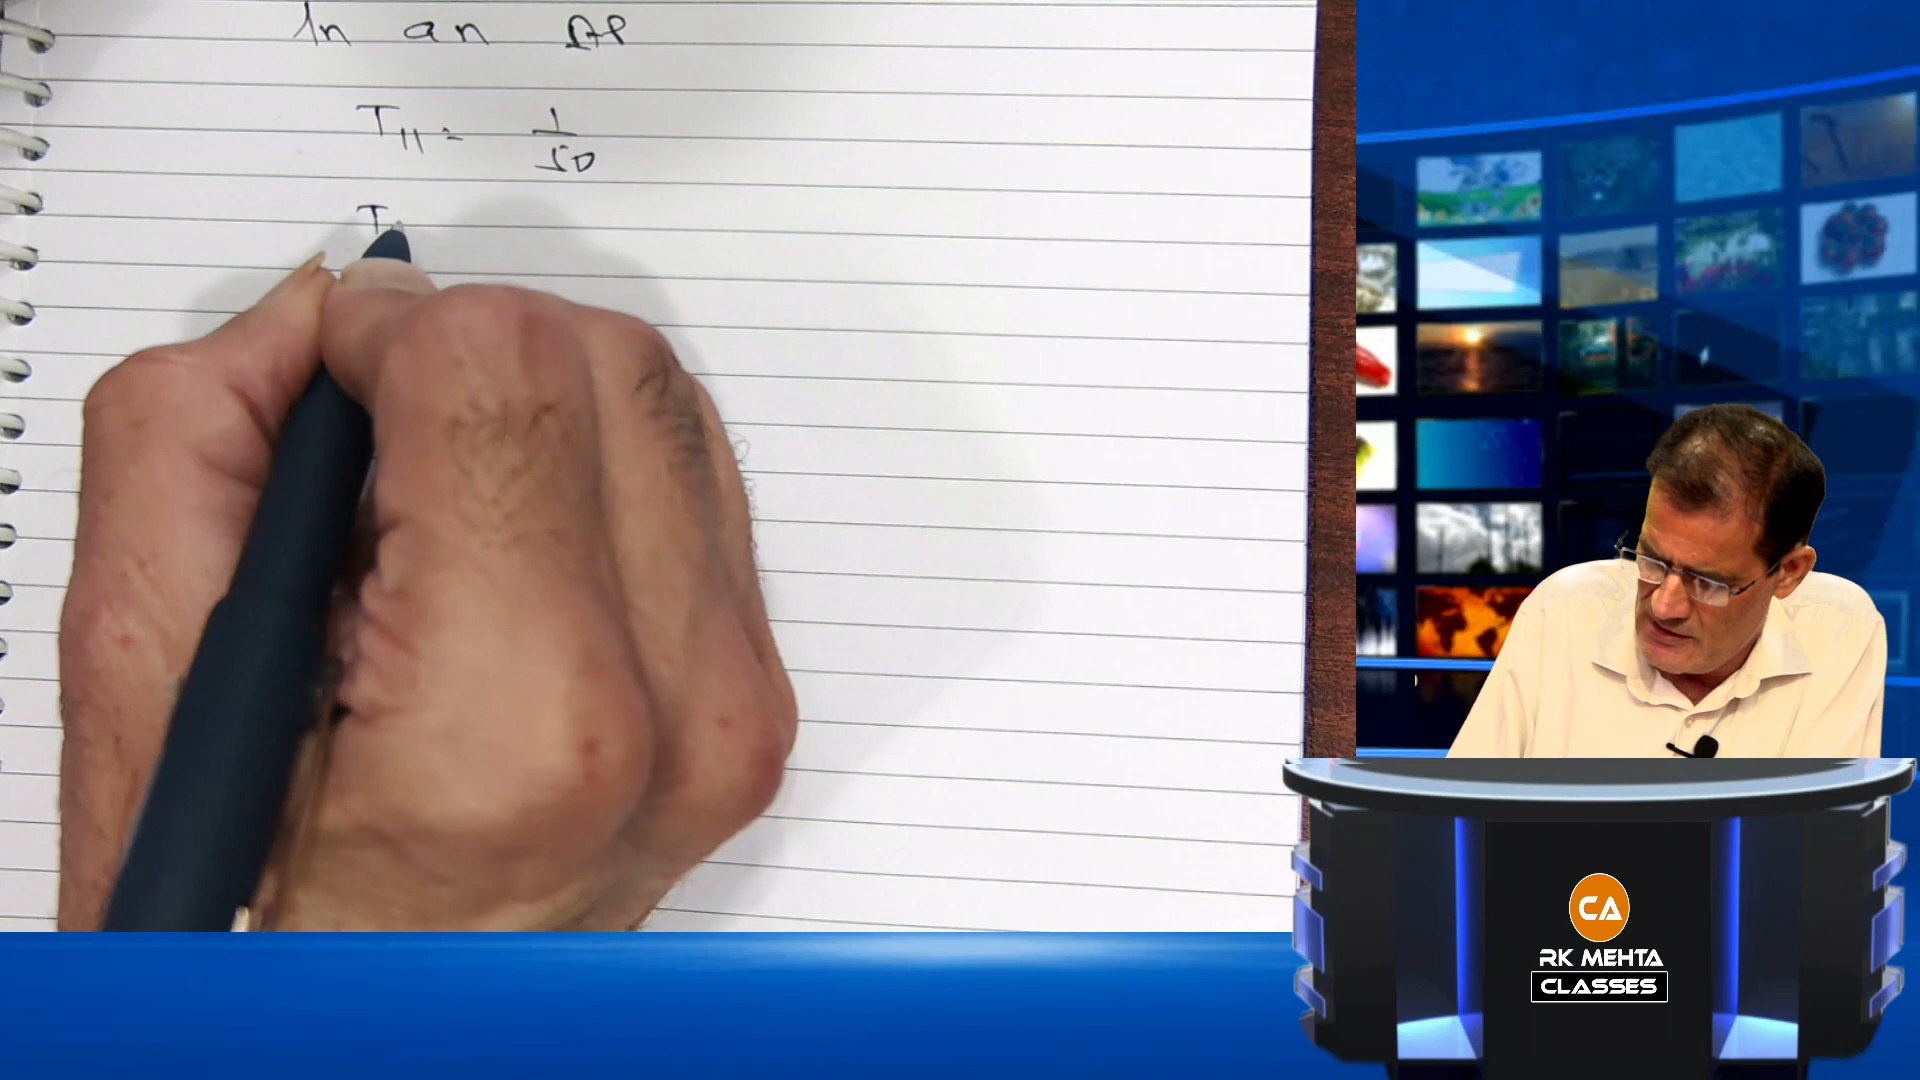 In an AP
T11 = 1/50
T
CA
RK MEHTA
CLASSES